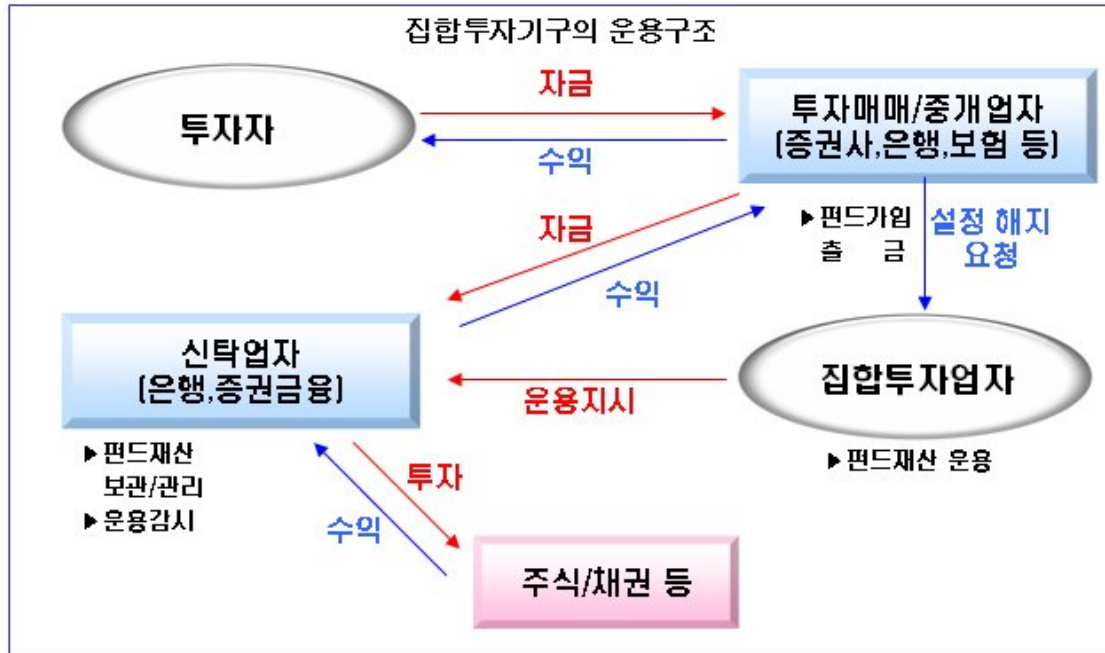 집합투자기구의 운용구조
투자자
자금
수익
투자매매/중개업자
(증권사,은행,보험 등)
▶펀드가입
출 금
설정 해지
요청
자금
수익
신탁업자
(은행,증권금융)
▶펀드재산
보관/관리
▶운용감시
운용지시
집합투자업자
▶펀드재산 운용
투자
수익
주식/채권 등